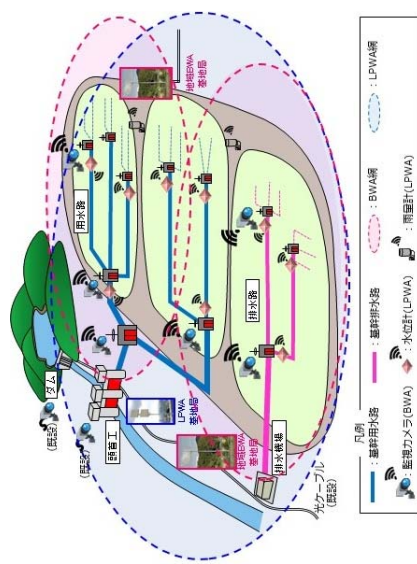 ダム
(既設)
(既設)
頭首工
用水路
地域BWA
基地局
LPWA
基地局
地域BWA
基地局
排水路
排水機場
光ケーブル
(既設)
凡例
:基幹用水路
:基幹排水路
:BWA網
:LPWA網
:監視カメラ(BWA)
:水位計(LPWA)
:雨量計(LPWA)